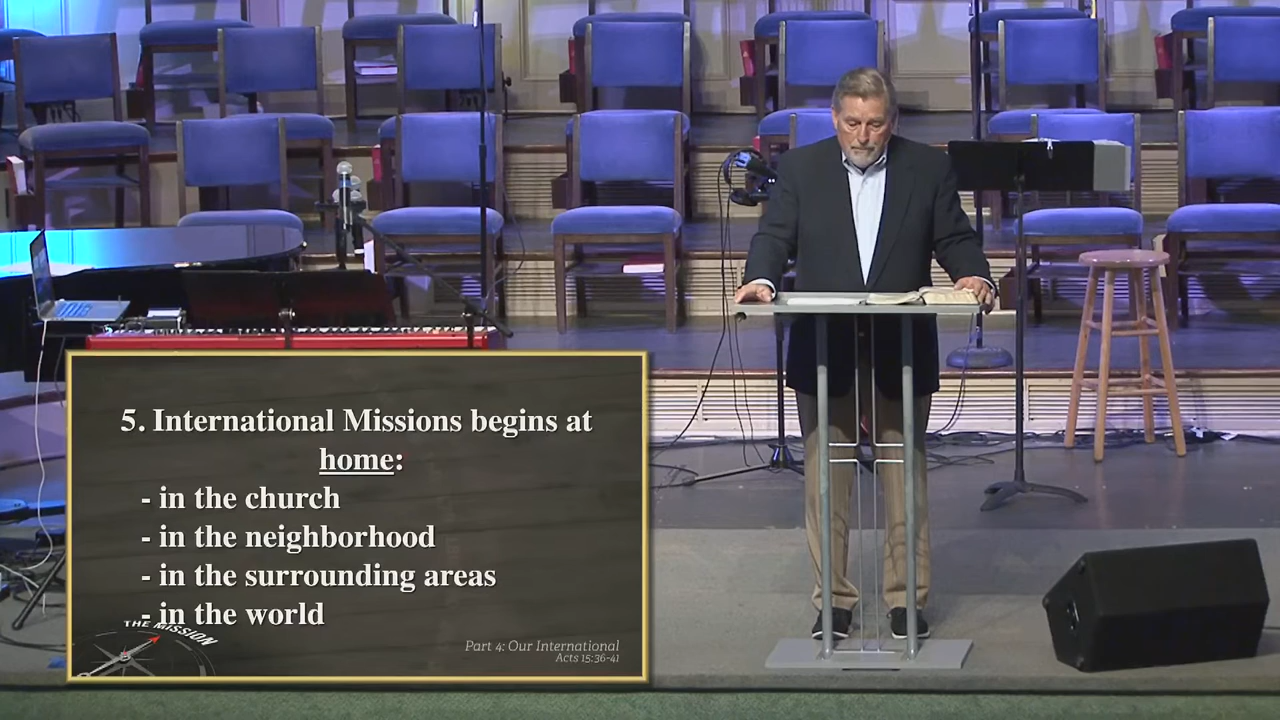 5. International Missions begins at
home:
- in the church
- in the neighborhood
- in the surrounding areas
- in the world
THE MISSION
Part 4: Our International
Acts 15:36-41